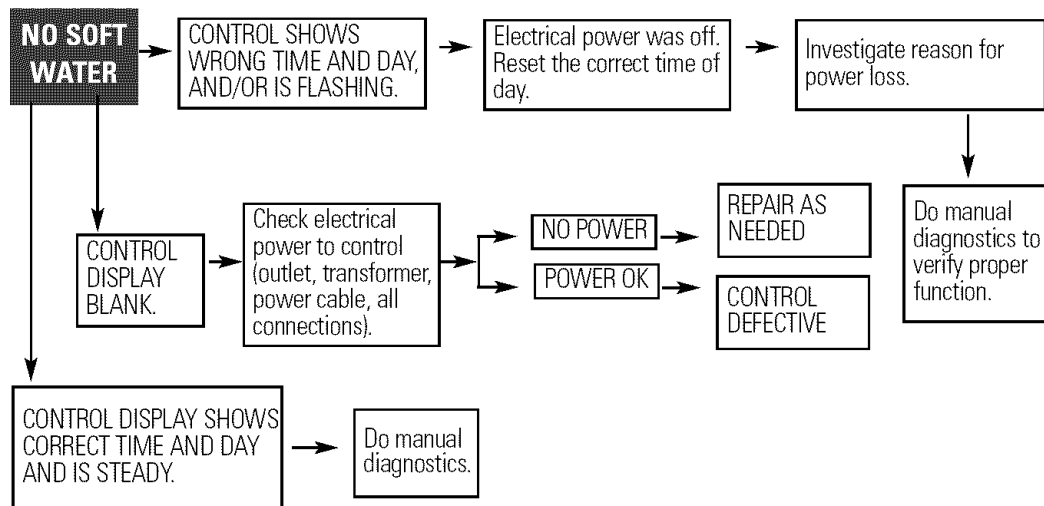 NO SOFT
WATER
CONTROL SHOWS
WRONG TIME AND DAY,
AND/OR IS FLASHING.
Electrical power was off.
Reset the correct time of
day.
Investigate reason for
power loss.
Do manual
diagnostics to
verify proper
function.
CONTROL
DISPLAY
BLANK.
Check electrical
power to control
(outlet, transformer,
power cable, all
connections).
NO POWER
REPAIR AS
NEEDED
POWER OK
CONTROL
DEFECTIVE
CONTROL DISPLAY SHOWS
CORRECT TIME AND DAY
AND IS STEADY.
Do manual
diagnostics.